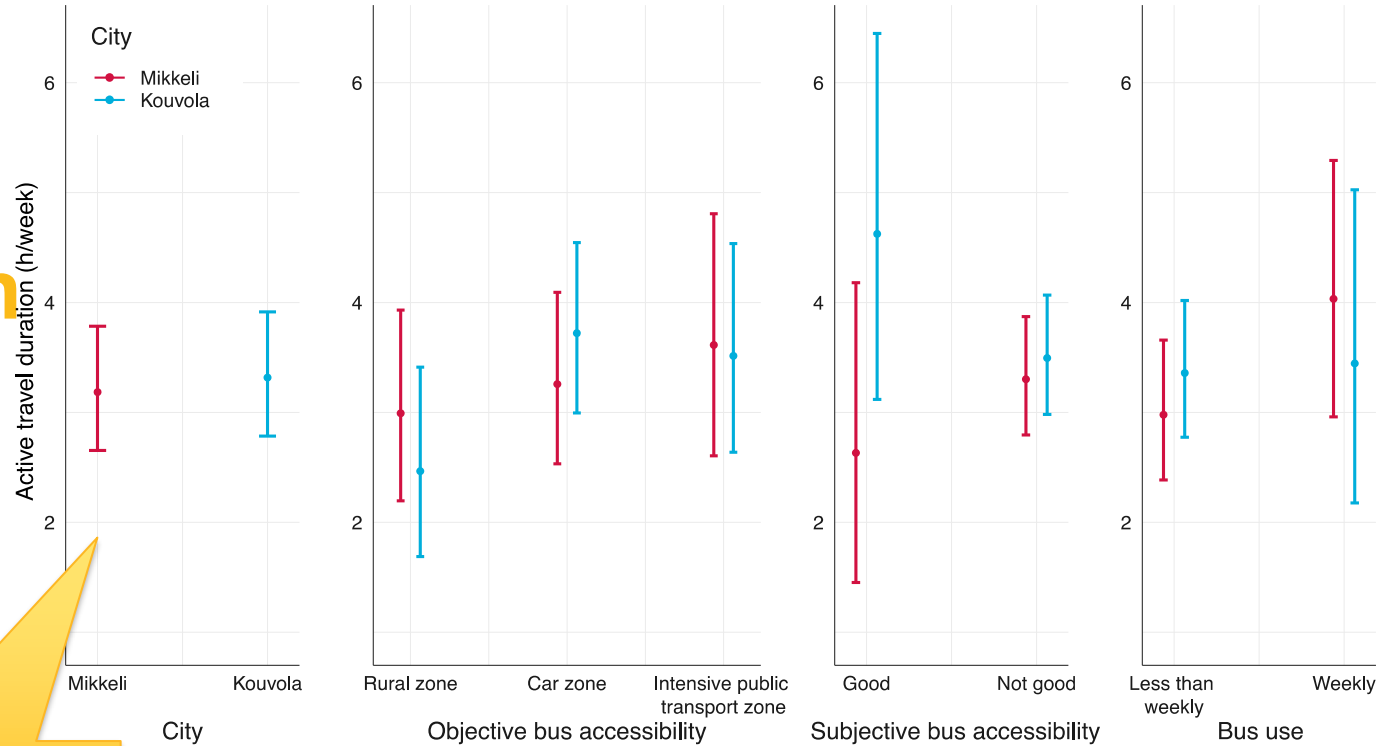 City
Mikkeli
Kouvola
Active travel duration (h/week)
6
4
2
Mikkeli
Kouvola
City
6
4
2
Rural zone
Car zone
Intensive public
transport zone
Objective bus accessibility
6
4
2
Good
Not good
Subjective bus accessibility
6
4
2
Less than
weekly
Weekly
Bus use